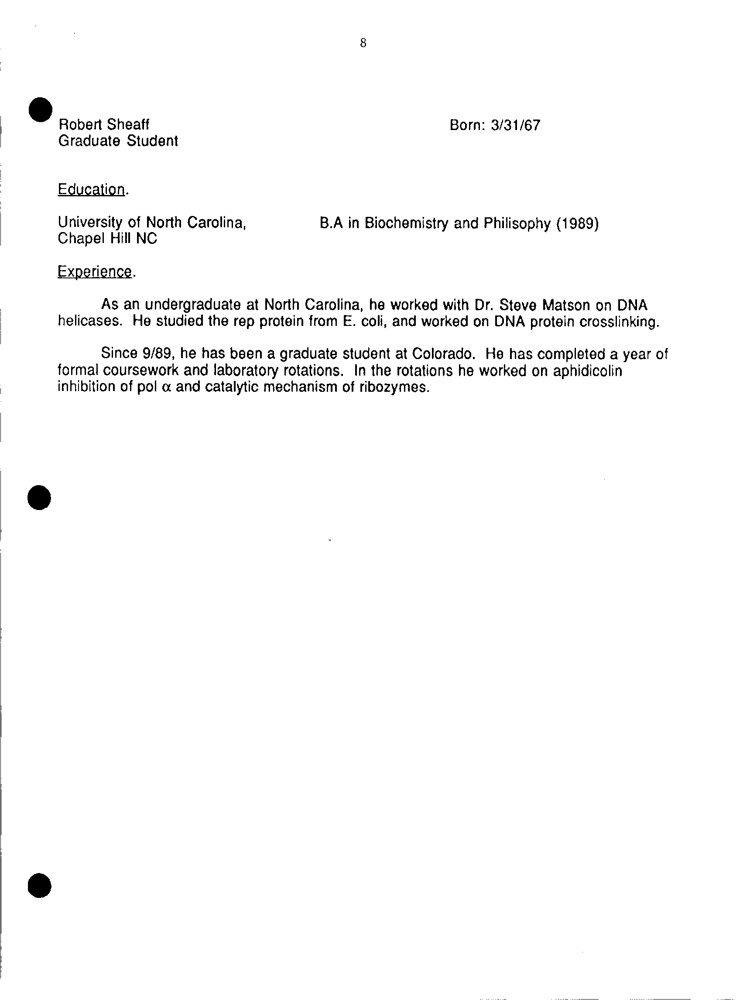 8
Robert Sheaff Born: 3/31/67
Graduate Student
Education.
University of North Carolina, B.A in Biochemistry and Philisophy (1989)
Chapel Hill NC
Experience.
As an undergraduate at North Carolina, he worked with Dr. Steve Matson on DNA
helicases. He studied the rep protein from E. coli, and worked on DNA protein crosslinking.
Since 9/89, he has been a graduate student at Colorado. He has completed a year of
formal coursework and laboratory rotations. In the rotations he worked on aphidicolin
inhibition of pol α and catalytic mechanism of ribozymes.